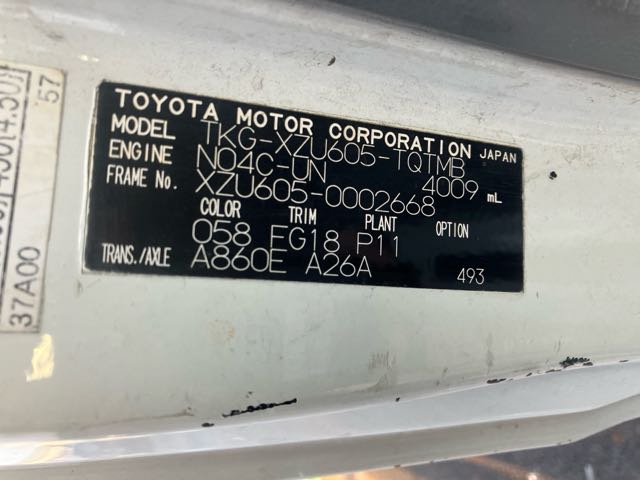 TOYOTA MOTOR CORPORATION JAPAN
MODEL TKG-XZU605-TQTMB
ENGINE N04C-UN 4009 mL
FRAME No. XZU605-0002668
COLOR TRIM PLANT OPTION
058 FG18 P11
TRANS./AXLE A860E A26A 493
37A00
57